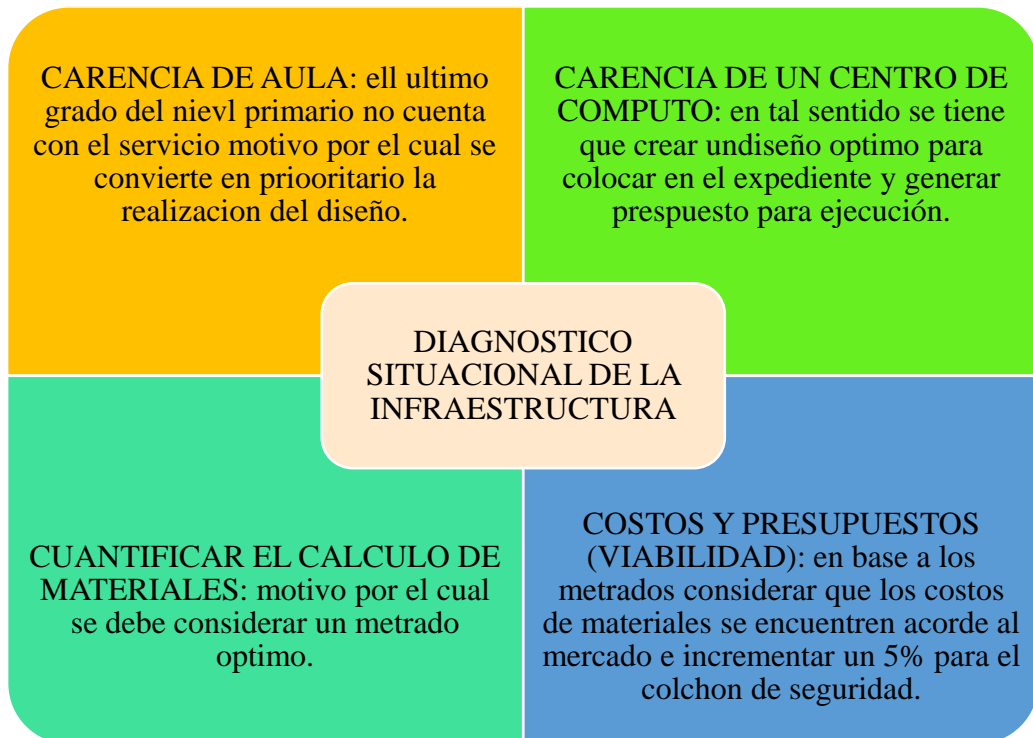 CARENCIA DE AULA: ell ultimo
grado del nievl primario no cuenta
con el servicio motivo por el cual se
convierte en priooritario la
realizacion del diseño.
CARENCIA DE UN CENTRO DE
COMPUTO: en tal sentido se tiene
que crear undiseño optimo para
colocar en el expediente y generar
prespuesto para ejecución.
DIAGNOSTICO
SITUACIONAL DE LA
INFRAESTRUCTURA
CUANTIFICAR EL CALCULO DE
MATERIALES: motivo por el cual
se debe considerar un metrado
optimo.
COSTOS Y PRESUPUESTOS
(VIABILIDAD): en base a los
metrados considerar que los costos
de materiales se encuentren acorde al
mercado e incrementar un 5% para el
colchon de seguridad.